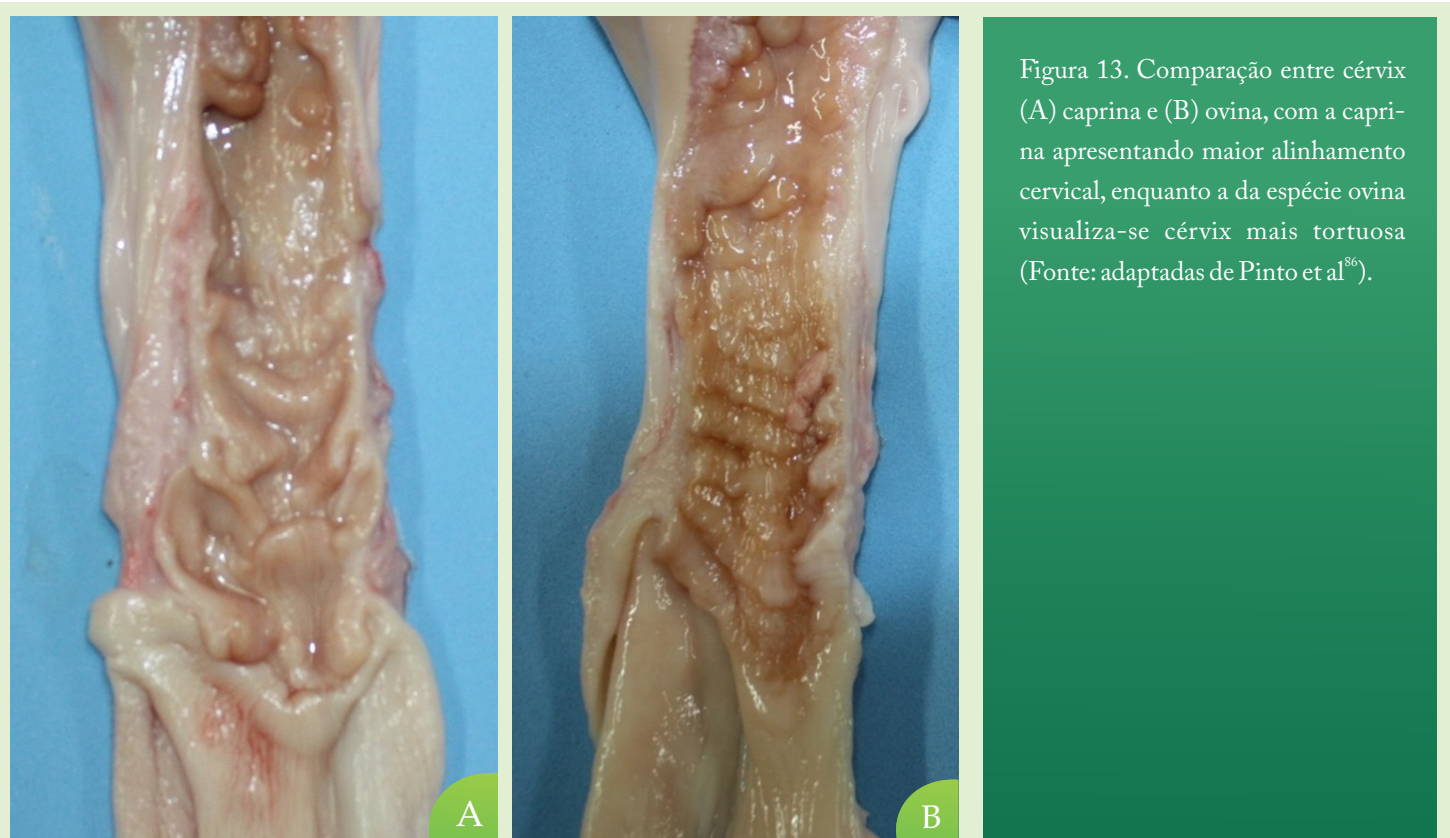 A
B
Figura 13. Comparação entre cérvix
(A) caprina e (B) ovina, com a capri-
na apresentando maior alinhamento
cervical, enquanto a da espécie ovina
visualiza-se cérvix mais tortuosa
(Fonte: adaptadas de Pinto et al⁸⁶).